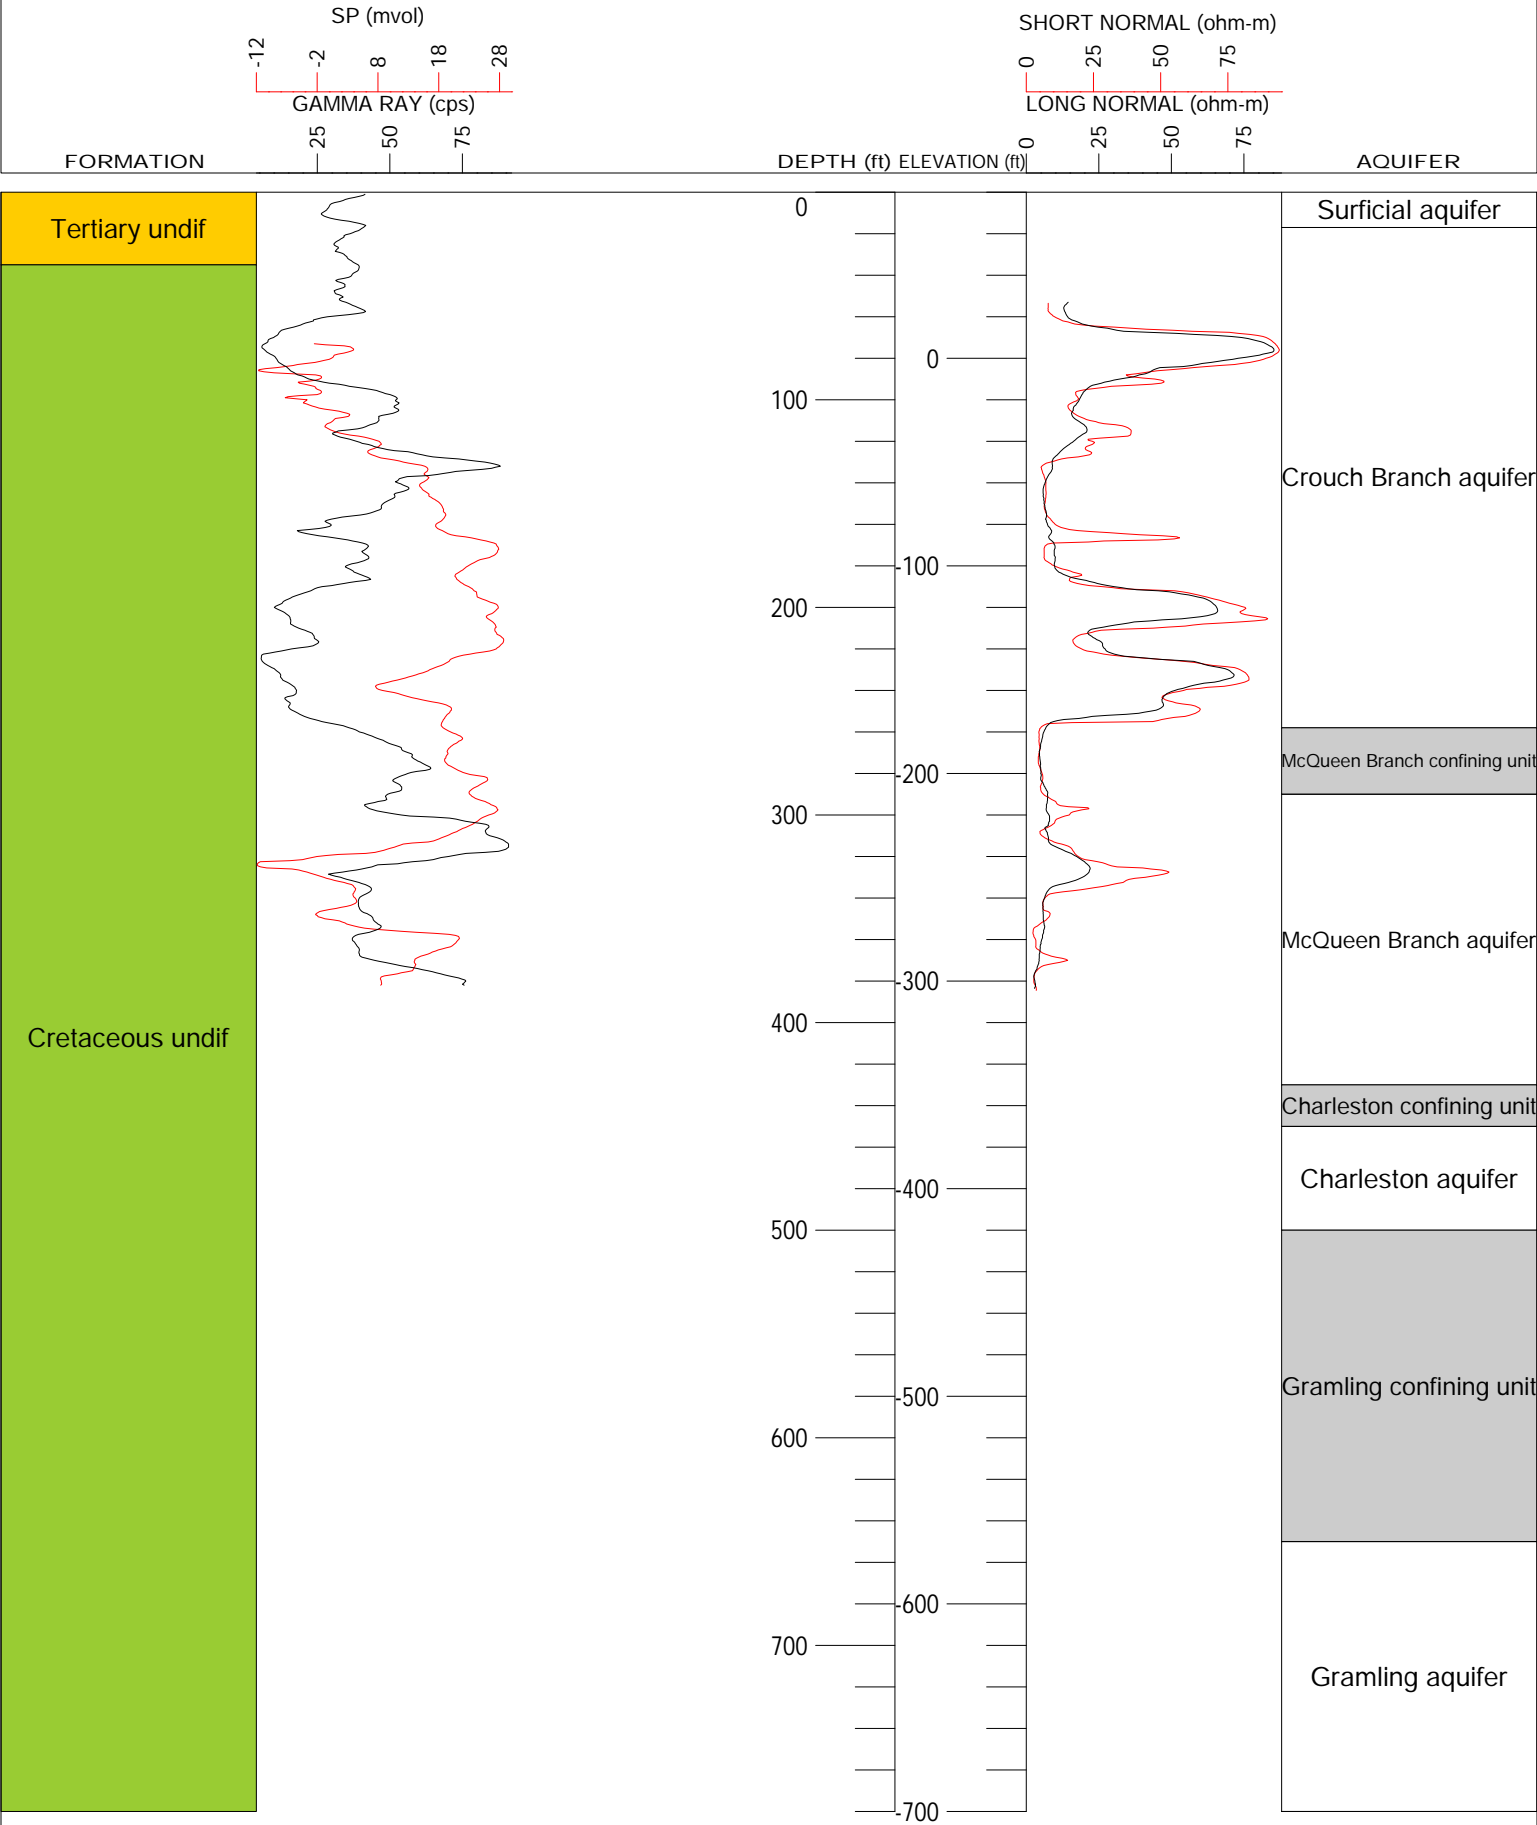 SP (mvol)
-12 -2 8 18 28
GAMMA RAY (cps)
25 50 75
SHORT NORMAL (ohm-m)
0 25 50 75
LONG NORMAL (ohm-m)
0 25 50 75
FORMATION DEPTH (ft) ELEVATION (ft) AQUIFER
Tertiary undif
Cretaceous undif
0
100
200
300
400
500
600
700
0
-100
-200
-300
-400
-500
-600
-700
Surficial aquifer
Crouch Branch aquifer
McQueen Branch confining unit
McQueen Branch aquifer
Charleston confining unit
Charleston aquifer
Gramling confining unit
Gramling aquifer